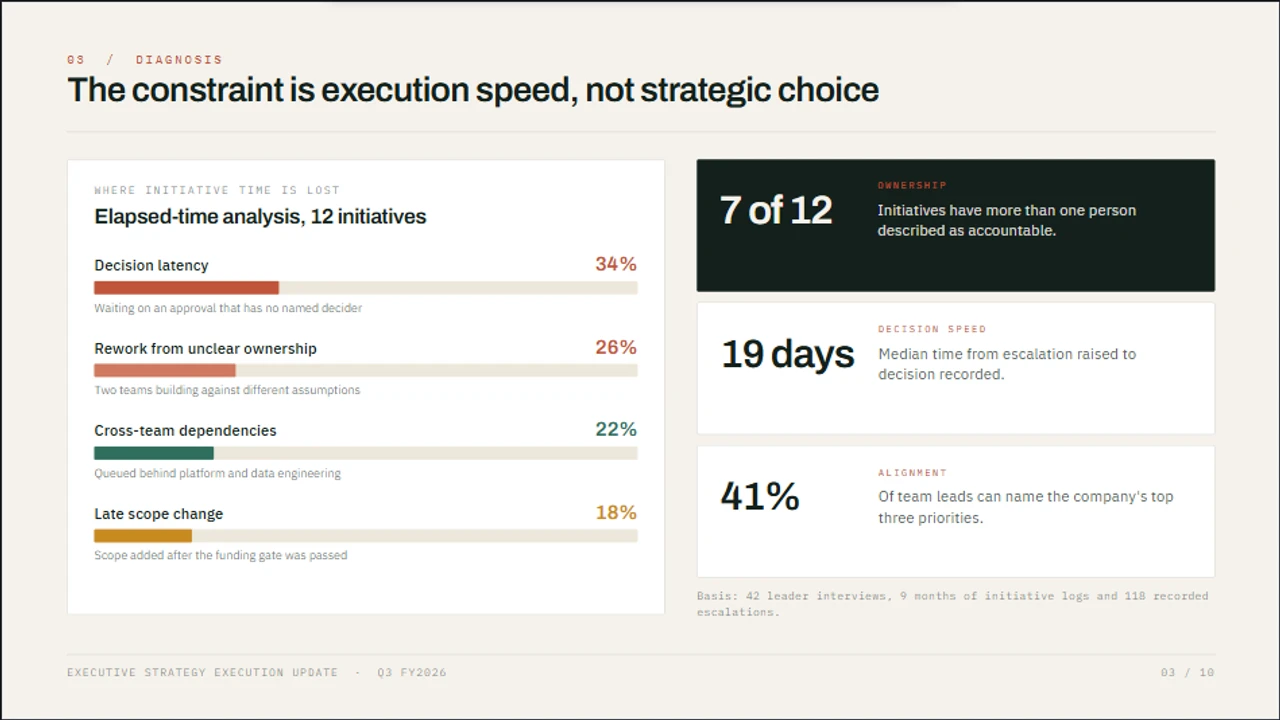 03 / DIAGNOSIS
The constraint is execution speed, not strategic choice
WHERE INITIATIVE TIME IS LOST
Elapsed-time analysis, 12 initiatives
Decision latency 34%
Waiting on an approval that has no named decider
Rework from unclear ownership 26%
Two teams building against different assumptions
Cross-team dependencies 22%
Queued behind platform and data engineering
Late scope change 18%
Scope added after the funding gate was passed
7 of 12
OWNERSHIP
Initiatives have more than one person
described as accountable.
19 days
DECISION SPEED
Median time from escalation raised to
decision recorded.
41%
ALIGNMENT
Of team leads can name the company's top
three priorities.
Basis: 42 leader interviews, 9 months of initiative logs and 118 recorded
escalations.
EXECUTIVE STRATEGY EXECUTION UPDATE · Q3 FY2026
03 / 10